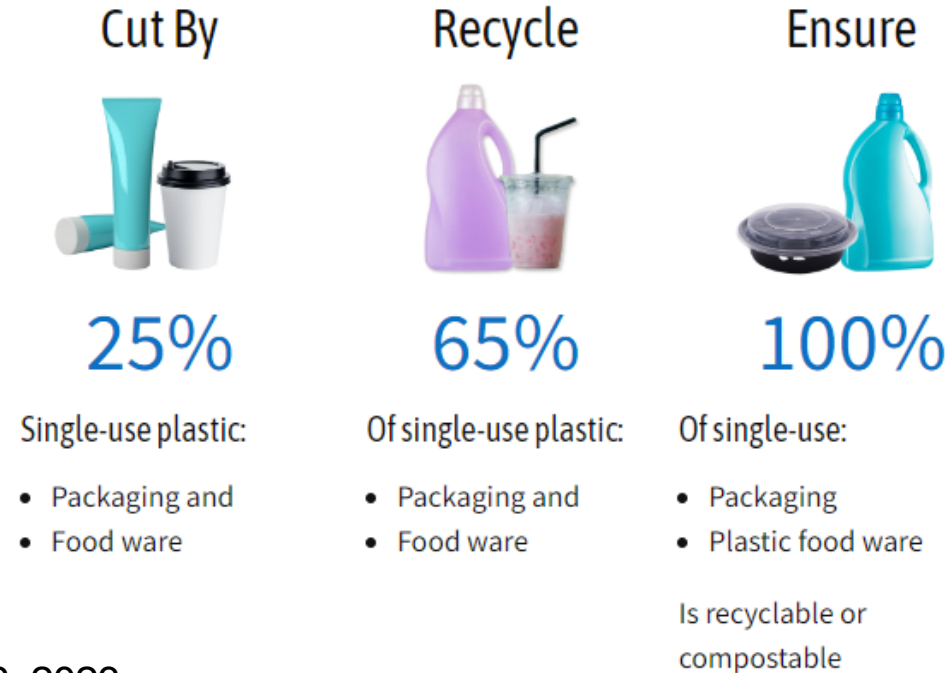 Cut By
25%
Single-use plastic:
• Packaging and
• Food ware
Recycle
65%
Of single-use plastic:
• Packaging and
• Food ware
Ensure
100%
Of single-use:
• Packaging
• Plastic food ware
Is recyclable or
compostable